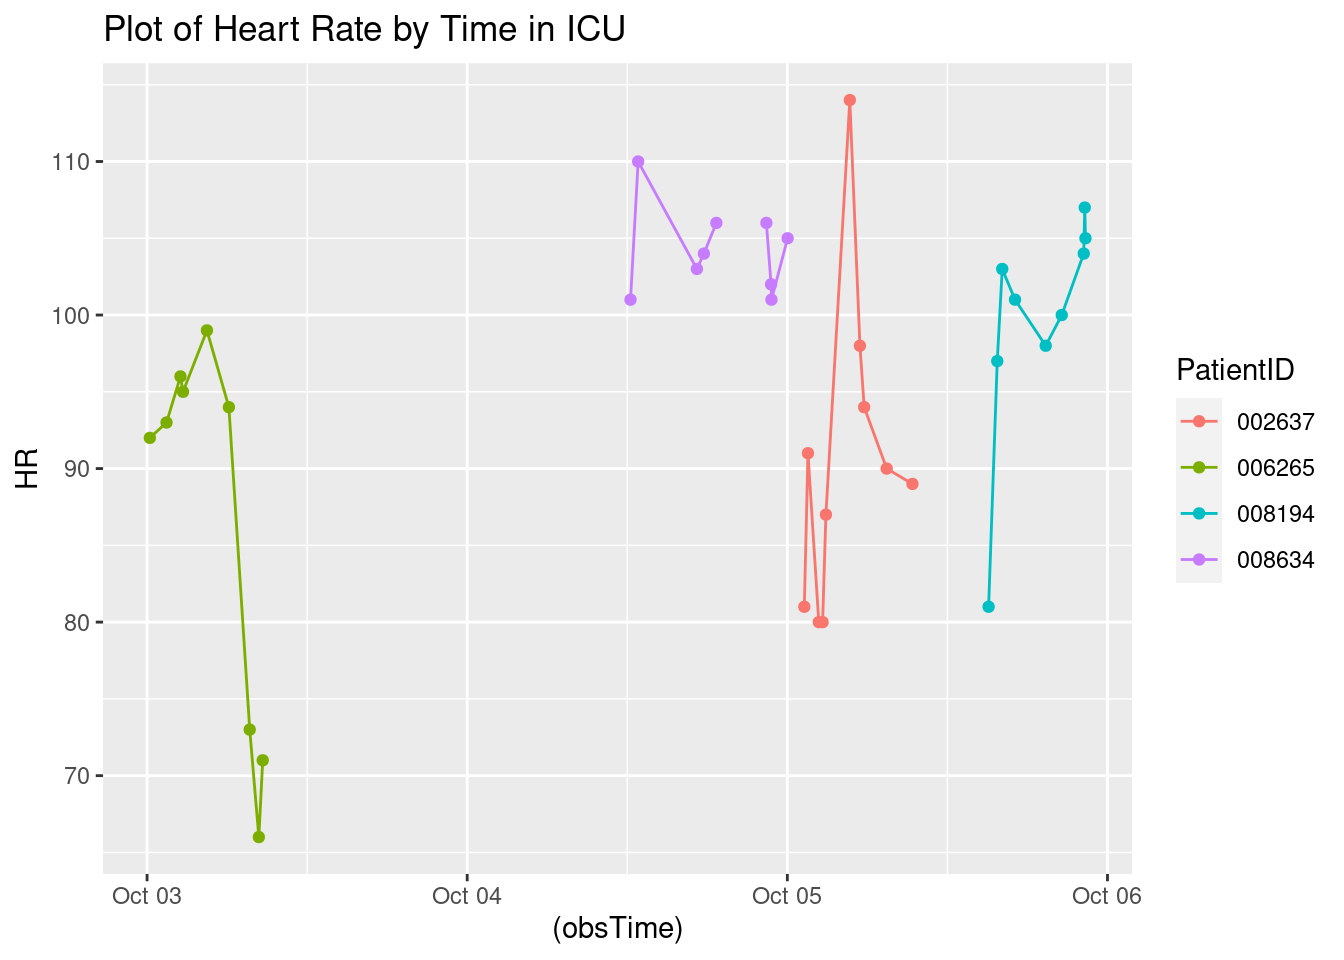 Plot of Heart Rate by Time in ICU
110
100
90
80
70
HR
Oct 03
Oct 04
Oct 05
Oct 06
(obsTime)
PatientID
002637
006265
008194
008634